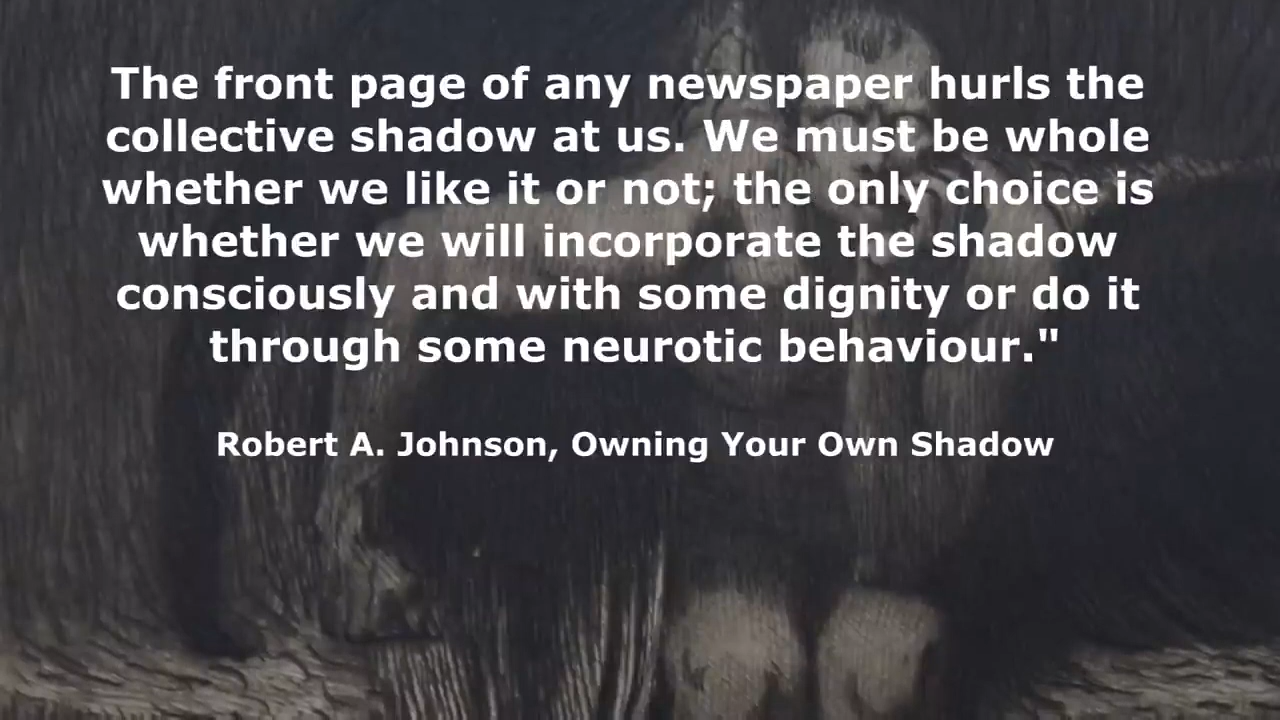 The front page of any newspaper hurls the
collective shadow at us. We must be whole
whether we like it or not; the only choice is
whether we will incorporate the shadow
consciously and with some dignity or do it
through some neurotic behaviour."
Robert A. Johnson, Owning Your Own Shadow